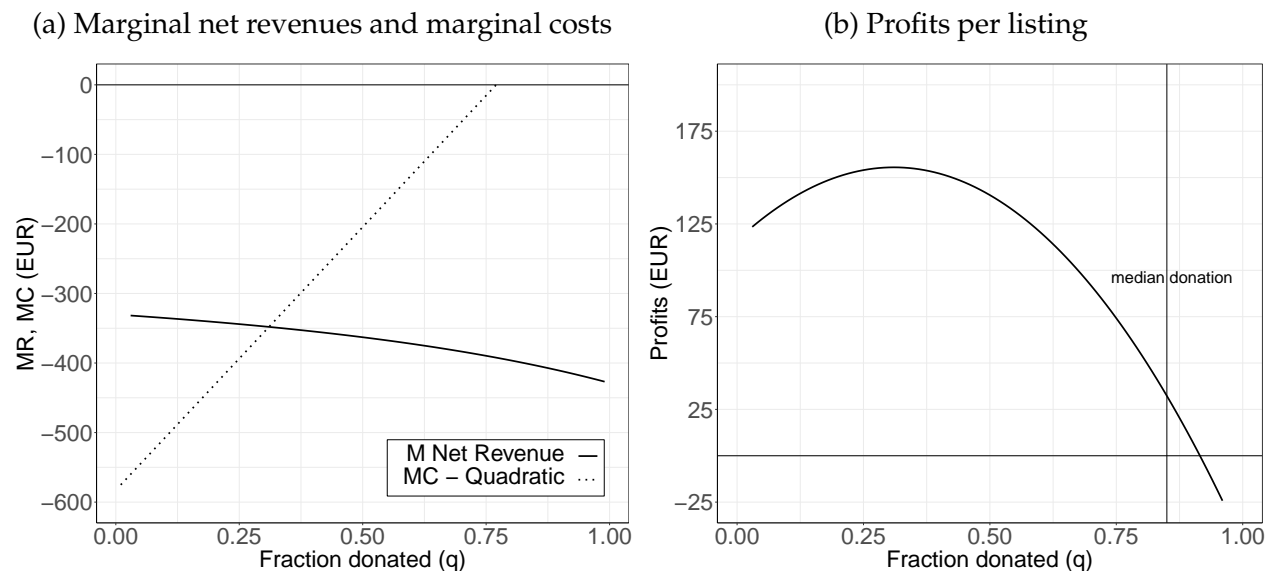 (a) Marginal net revenues and marginal costs
MR, MC (EUR)
0
−100
−200
−300
−400
−500
−600
M Net Revenue
MC − Quadratic
0.00 0.25 0.50 0.75 1.00
Fraction donated (q)
(b) Profits per listing
Profits (EUR)
175
125
75
25
−25
median donation
0.00 0.25 0.50 0.75 1.00
Fraction donated (q)